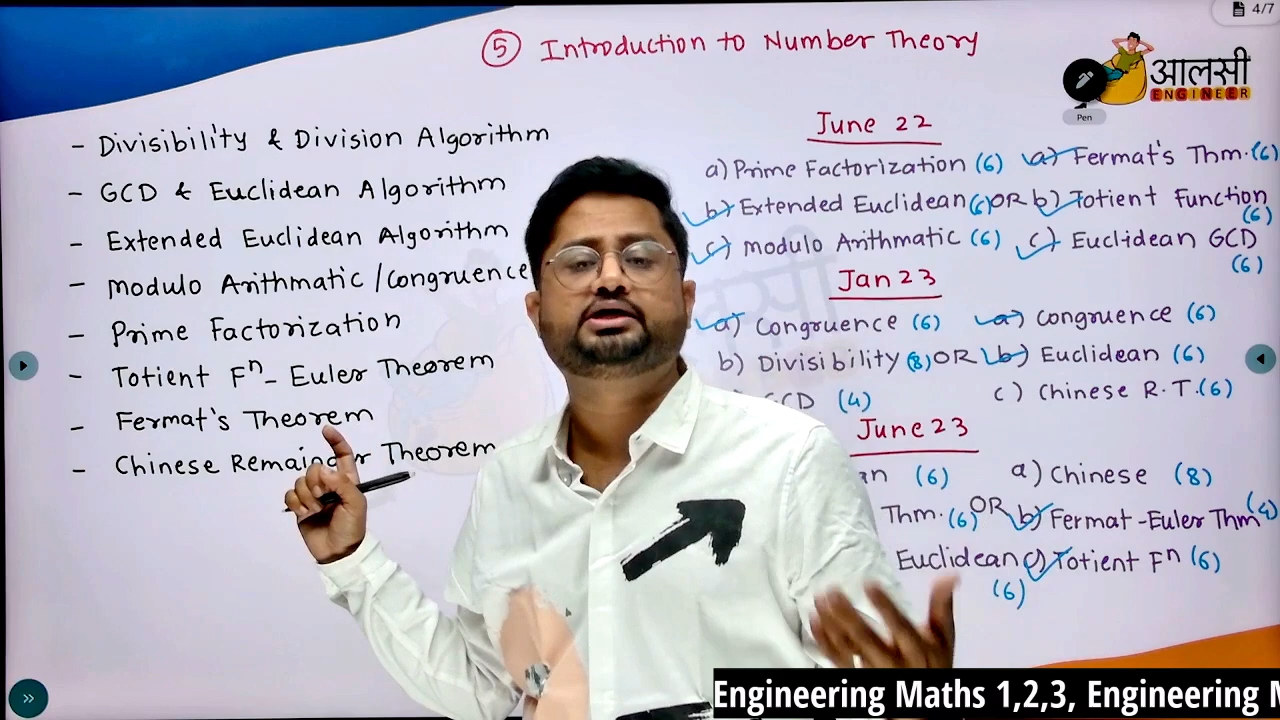 4/7
⑤ Introduction to Number Theory
आलसी
ENGINEER
Pen
- Divisibility & Division Algorithm
- GCD & Euclidean Algorithm
- Extended Euclidean Algorithm
- Modulo Arithmatic /Congruence
- Prime Factorization
- Totient Fⁿ - Euler Theorem
- Fermat's Theorem
- Chinese Remainder Theorem
June 22
a) Prime Factorization (6) a) Fermat's Thm. (6)
b) Extended Euclidean (6) OR b) Totient Function (6)
c) Modulo Arithmatic (6) c) Euclidean GCD (6)
Jan 23
a) Congruence (6) a) Congruence (6)
b) Divisibility (8) OR b) Euclidean (6)
GCD (4) c) Chinese R.T. (6)
June 23
an (6) a) Chinese (8)
Thm. (6) OR b) Fermat-Euler Thm (4)
Euclidean (6) c) Totient Fⁿ (6)
Engineering Maths 1,2,3, Engineering M